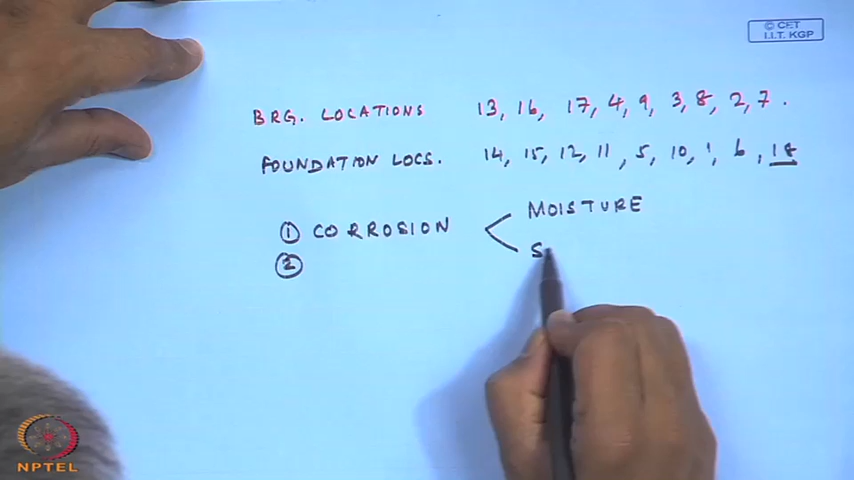 © CET
I.I.T. KGP
BRG. LOCATIONS 13, 16, 17, 4, 9, 3, 8, 2, 7.
FOUNDATION LOCS. 14, 15, 12, 11, 5, 10, 1, 6, 18
① CORROSION < MOISTURE
S
②
NPTEL